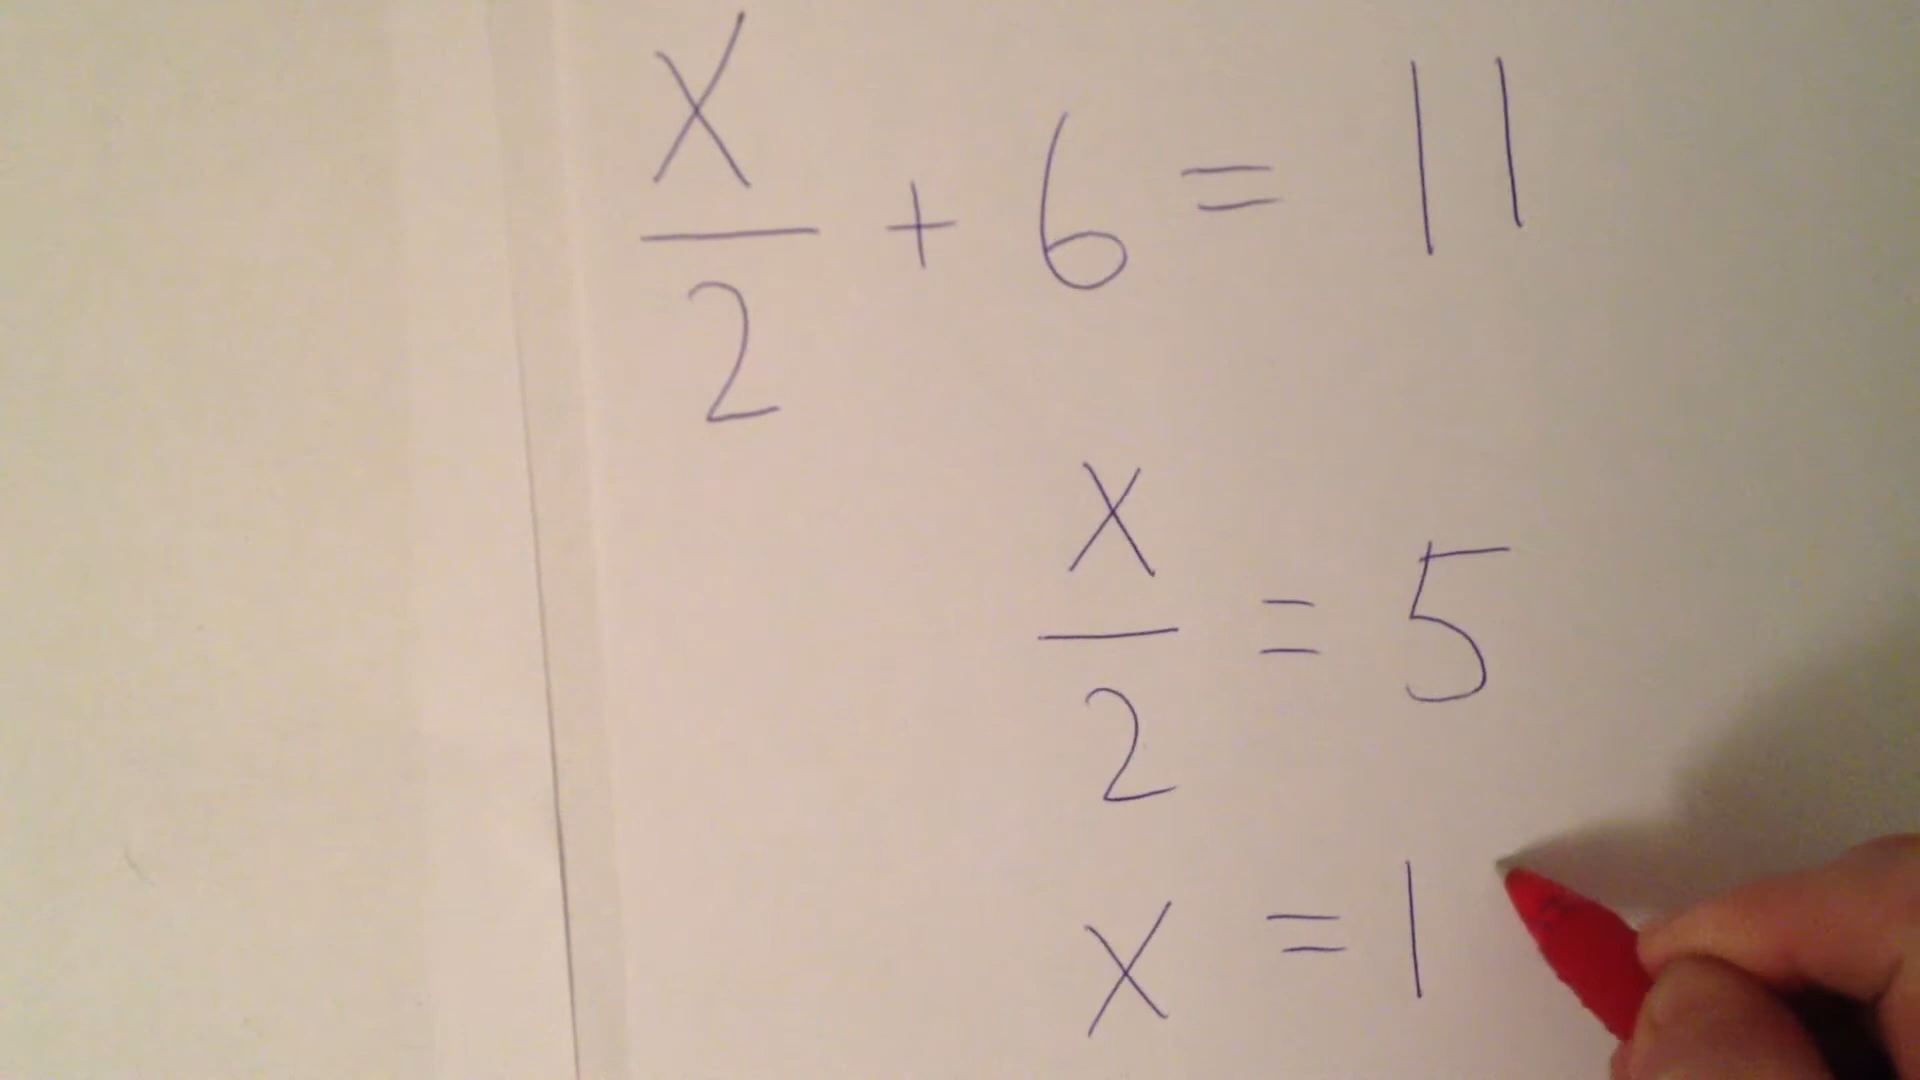 x/2 + 6 = 11
x/2 = 5
x = 1